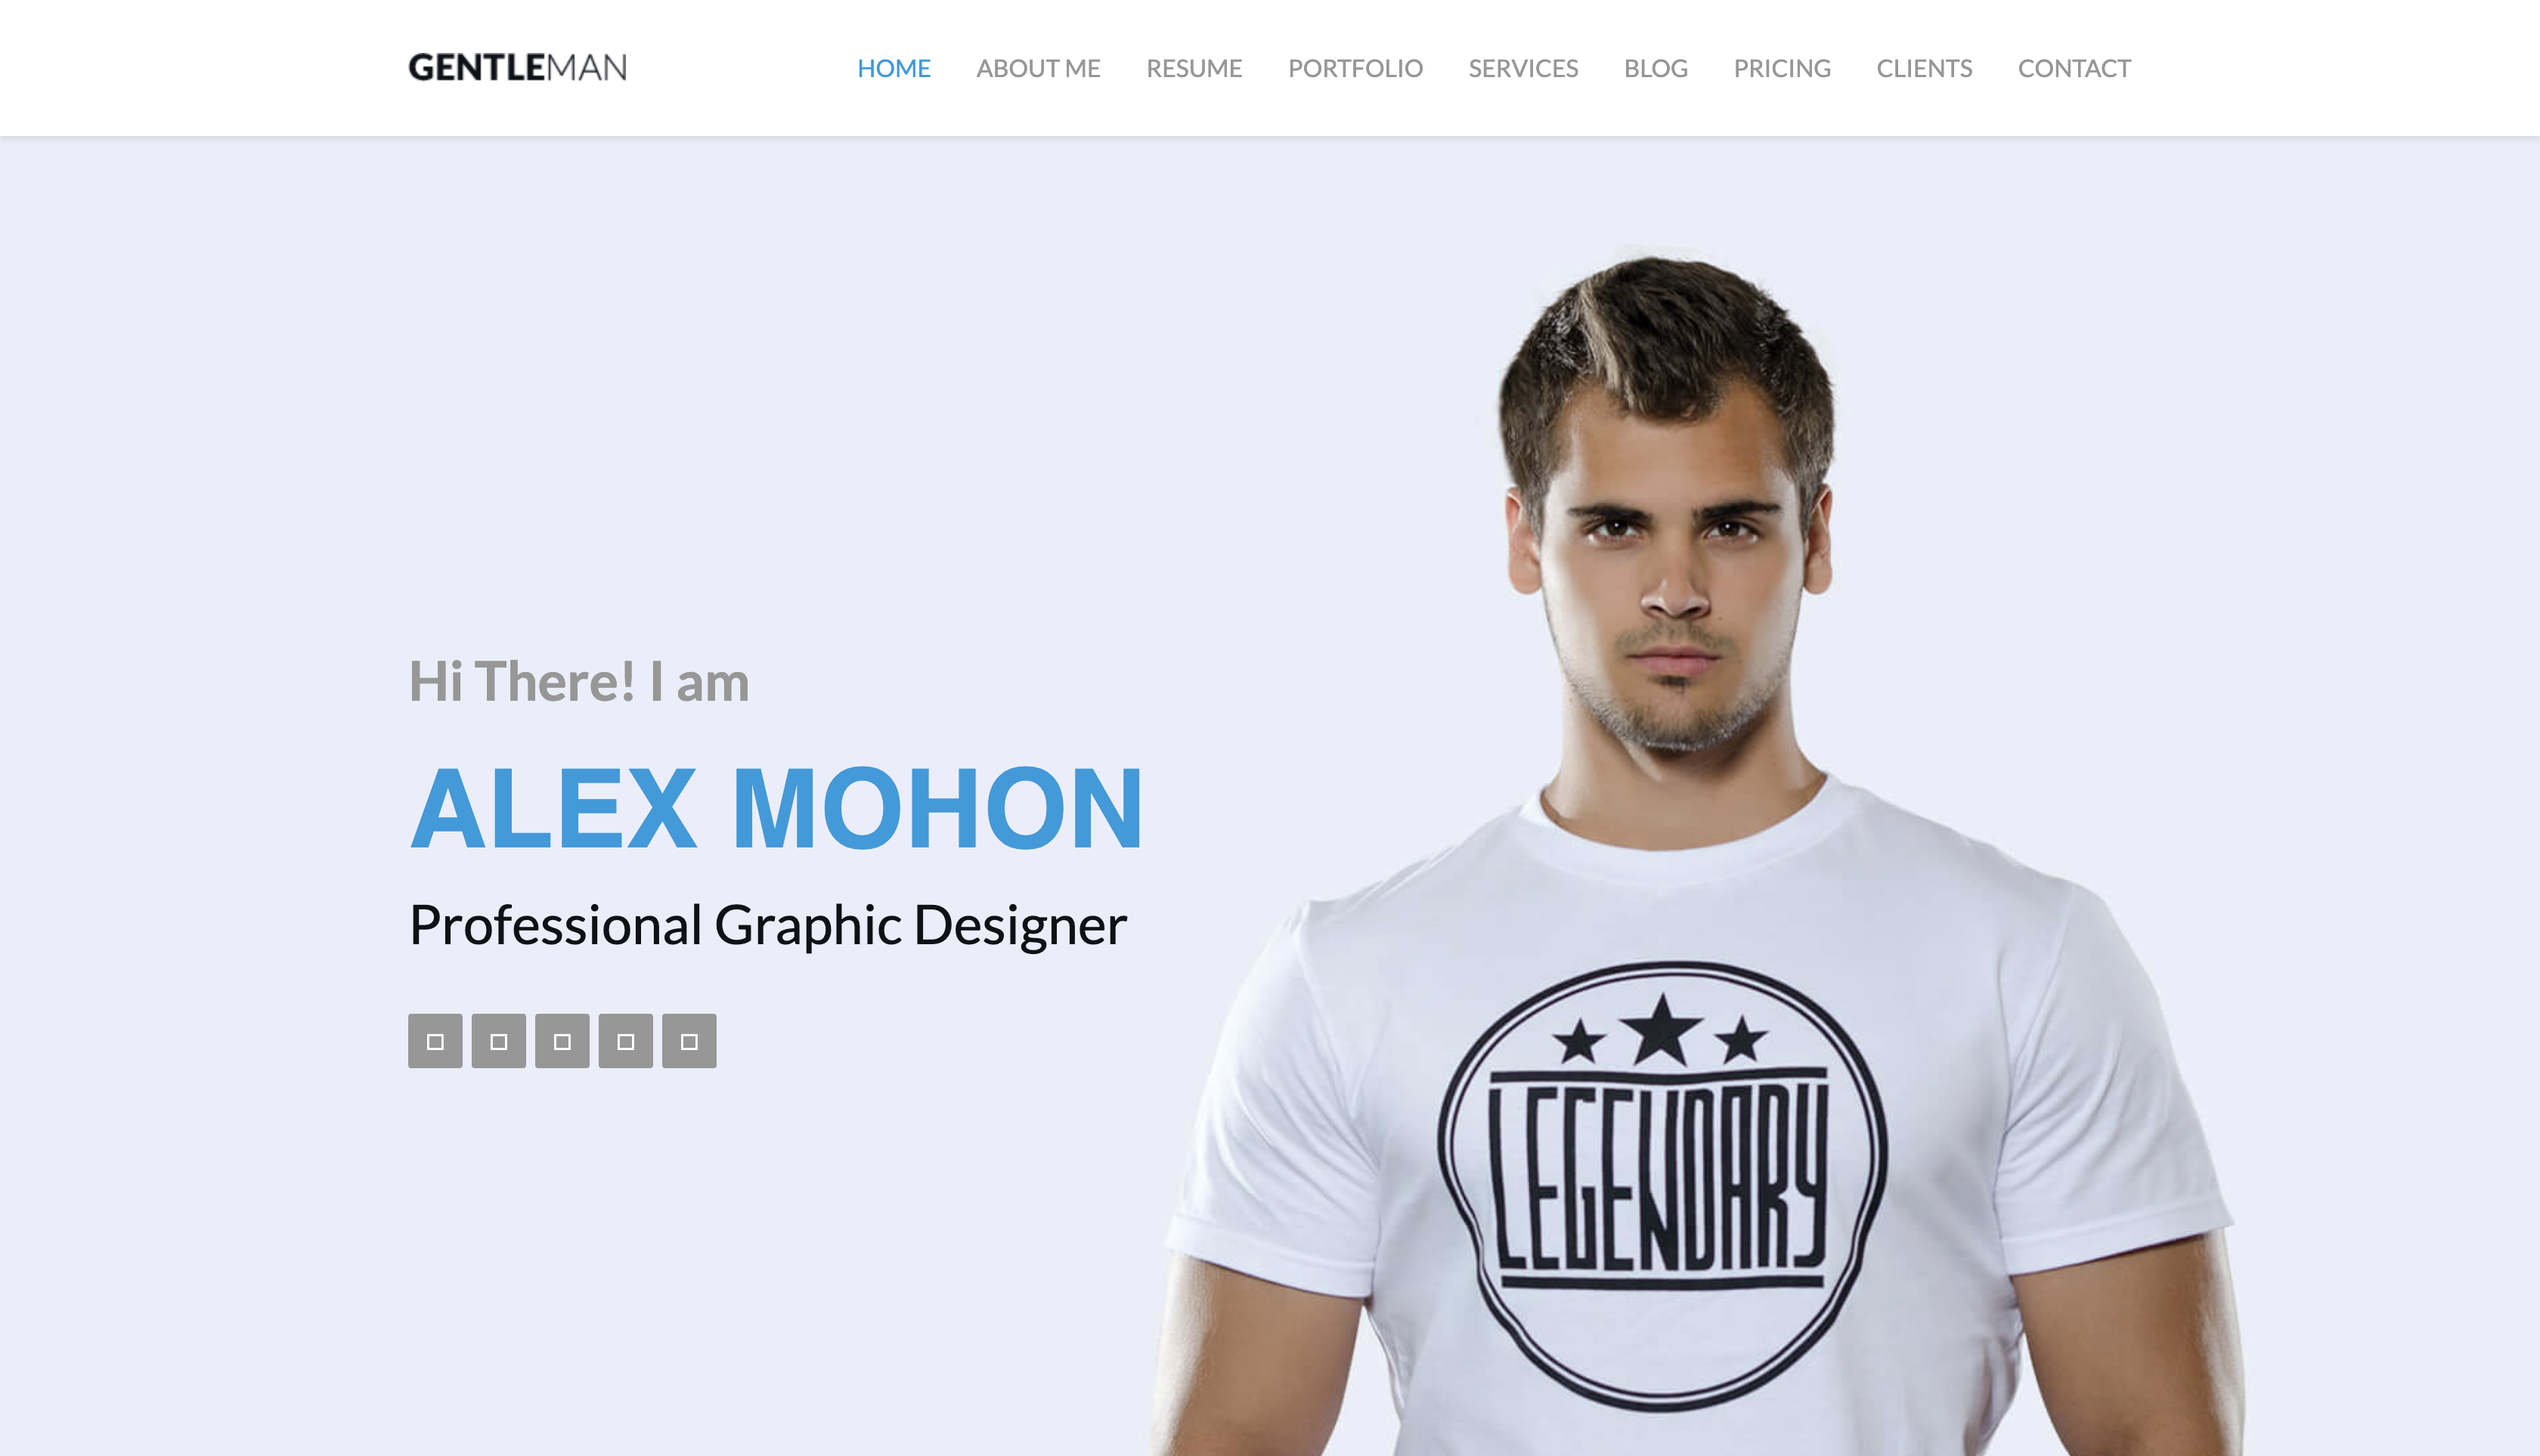 GENTLEMAN
HOME ABOUT ME RESUME PORTFOLIO SERVICES BLOG PRICING CLIENTS CONTACT
Hi There! I am
ALEX MOHON
Professional Graphic Designer
LEGENDARY